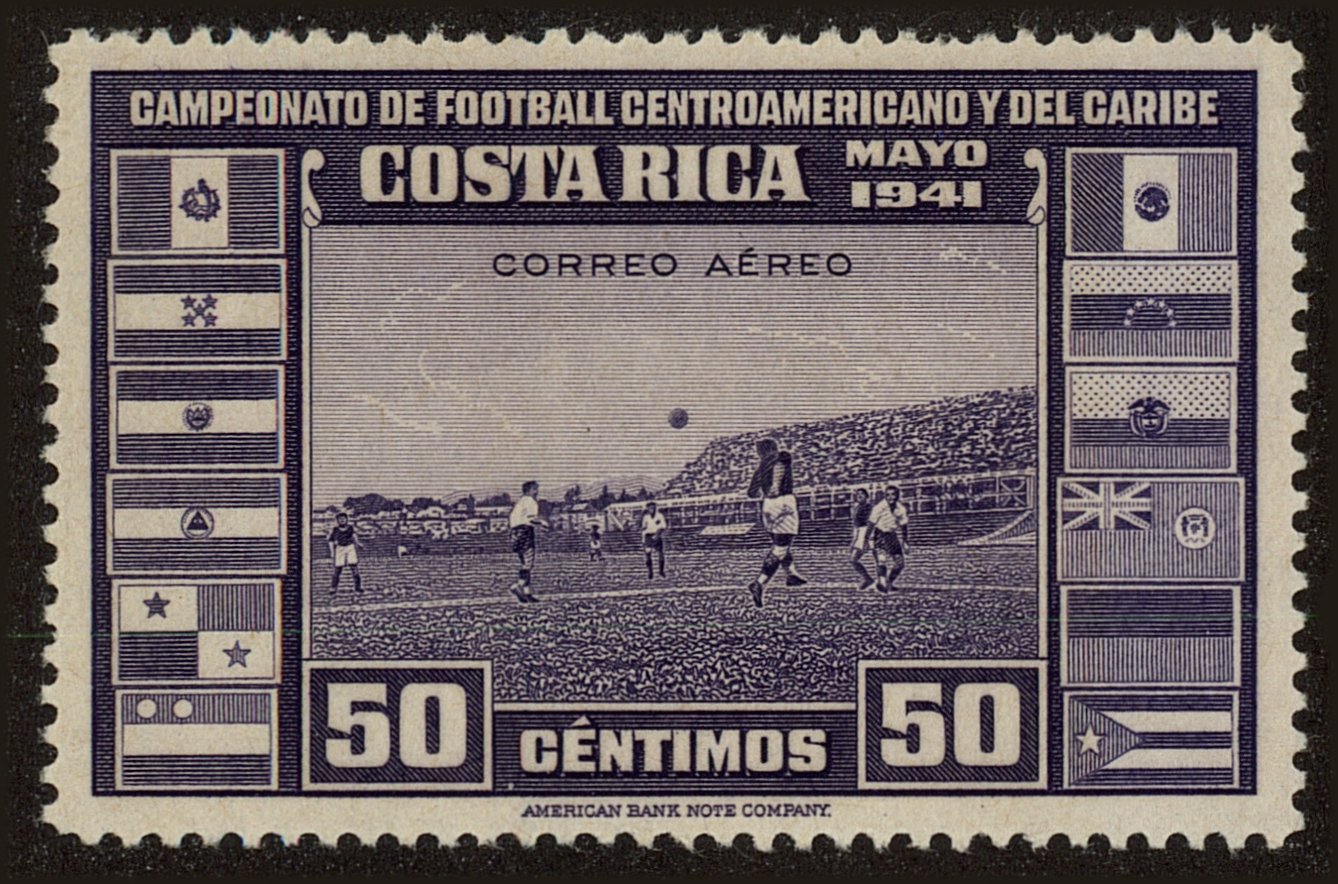 CAMPEONATO DE FOOTBALL CENTROAMERICANO Y DEL CARIBE
COSTA RICA MAYO
1941
CORREO AÉREO
50 CÉNTIMOS 50
AMERICAN BANK NOTE COMPANY.